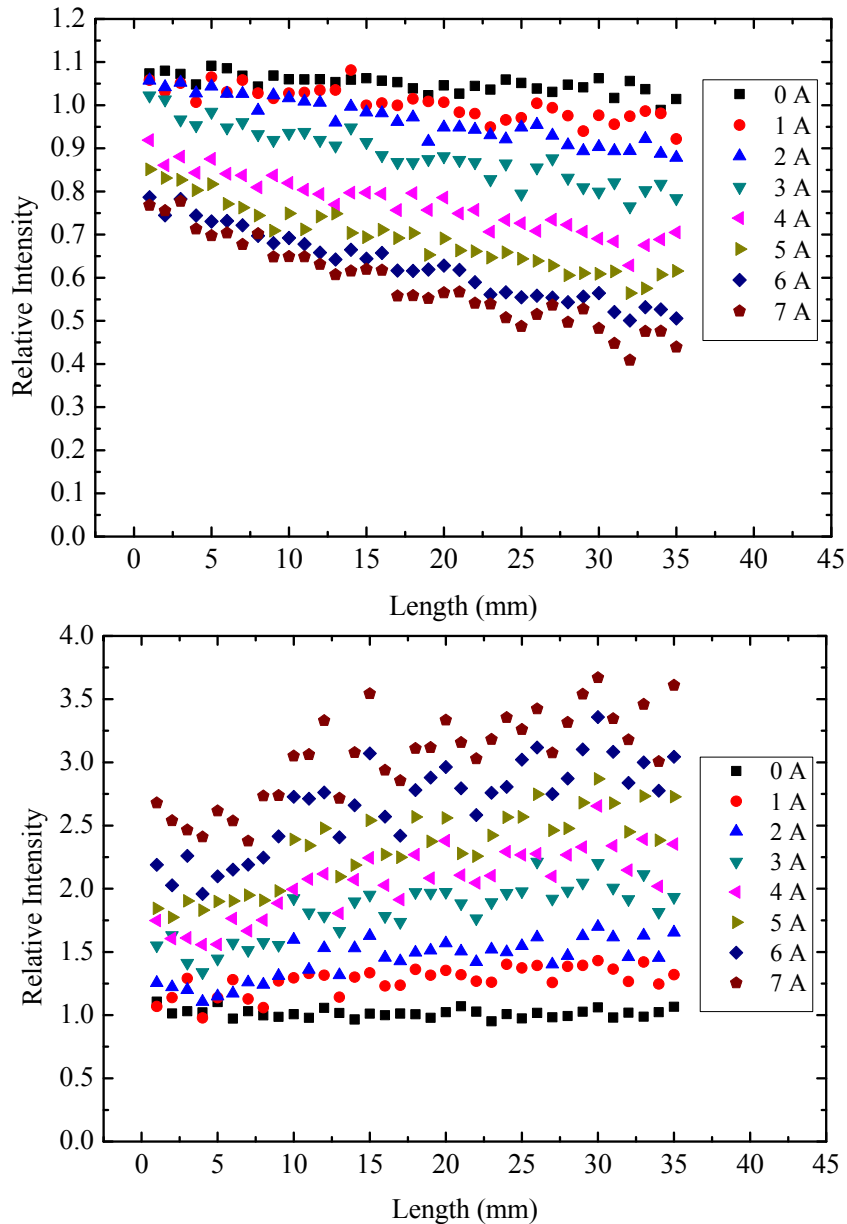 1.2
1.1
1.0
0.9
0.8
0.7
0.6
0.5
0.4
0.3
0.2
0.1
0.0
Relative Intensity
0 A
1 A
2 A
3 A
4 A
5 A
6 A
7 A
0 5 10 15 20 25 30 35 40 45
Length (mm)
4.0
3.5
3.0
2.5
2.0
1.5
1.0
0.5
0.0
Relative Intensity
0 A
1 A
2 A
3 A
4 A
5 A
6 A
7 A
0 5 10 15 20 25 30 35 40 45
Length (mm)